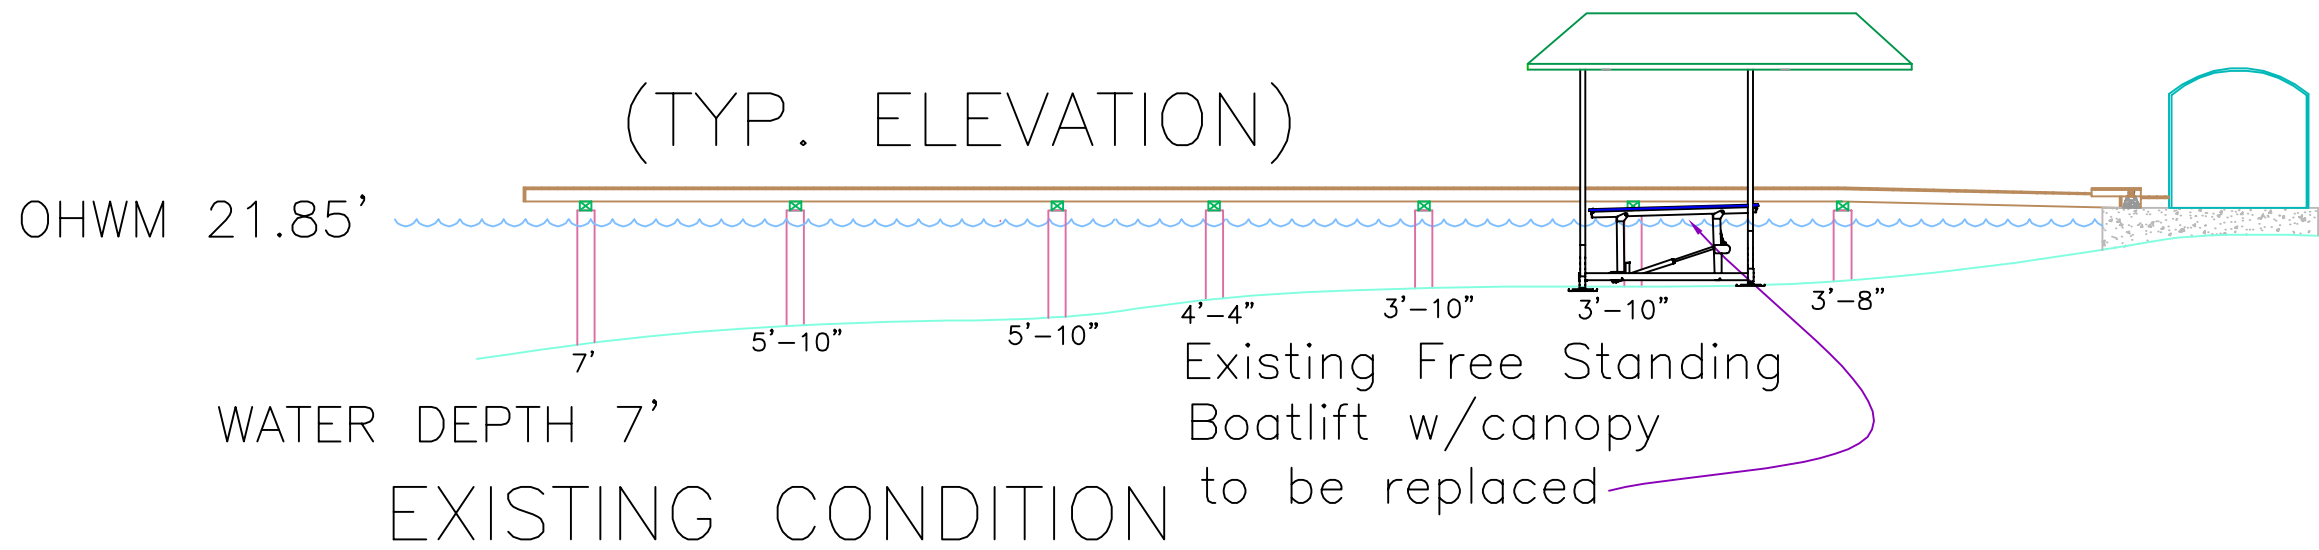 (TYP. ELEVATION)
OHWM 21.85'
7'
5'-10"
5'-10"
4'-4"
3'-10"
3'-10"
3'-8"
Existing Free Standing
Boatlift w/canopy
to be replaced
WATER DEPTH 7'
EXISTING CONDITION